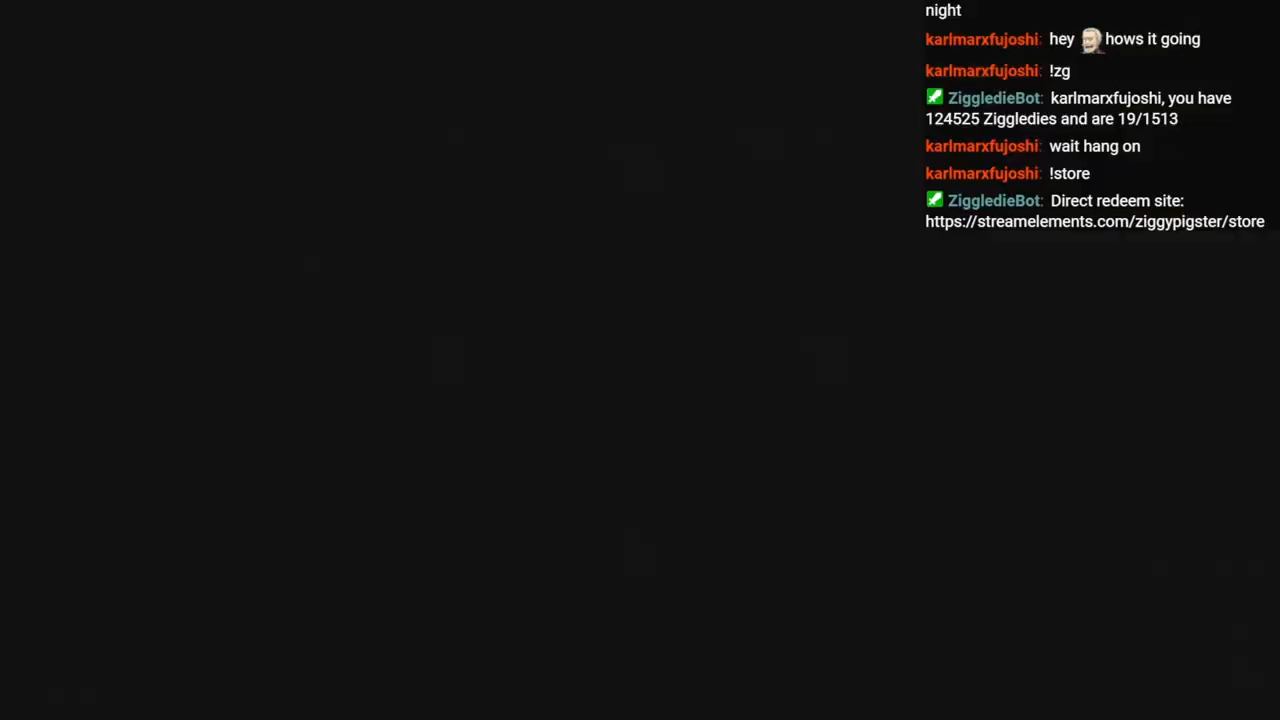 night
karlmarxfujoshi: hey hows it going
karlmarxfujoshi: !zg
ZiggledieBot: karlmarxfujoshi, you have
124525 Ziggledies and are 19/1513
karlmarxfujoshi: wait hang on
karlmarxfujoshi: !store
ZiggledieBot: Direct redeem site:
https://streamelements.com/ziggypigster/store